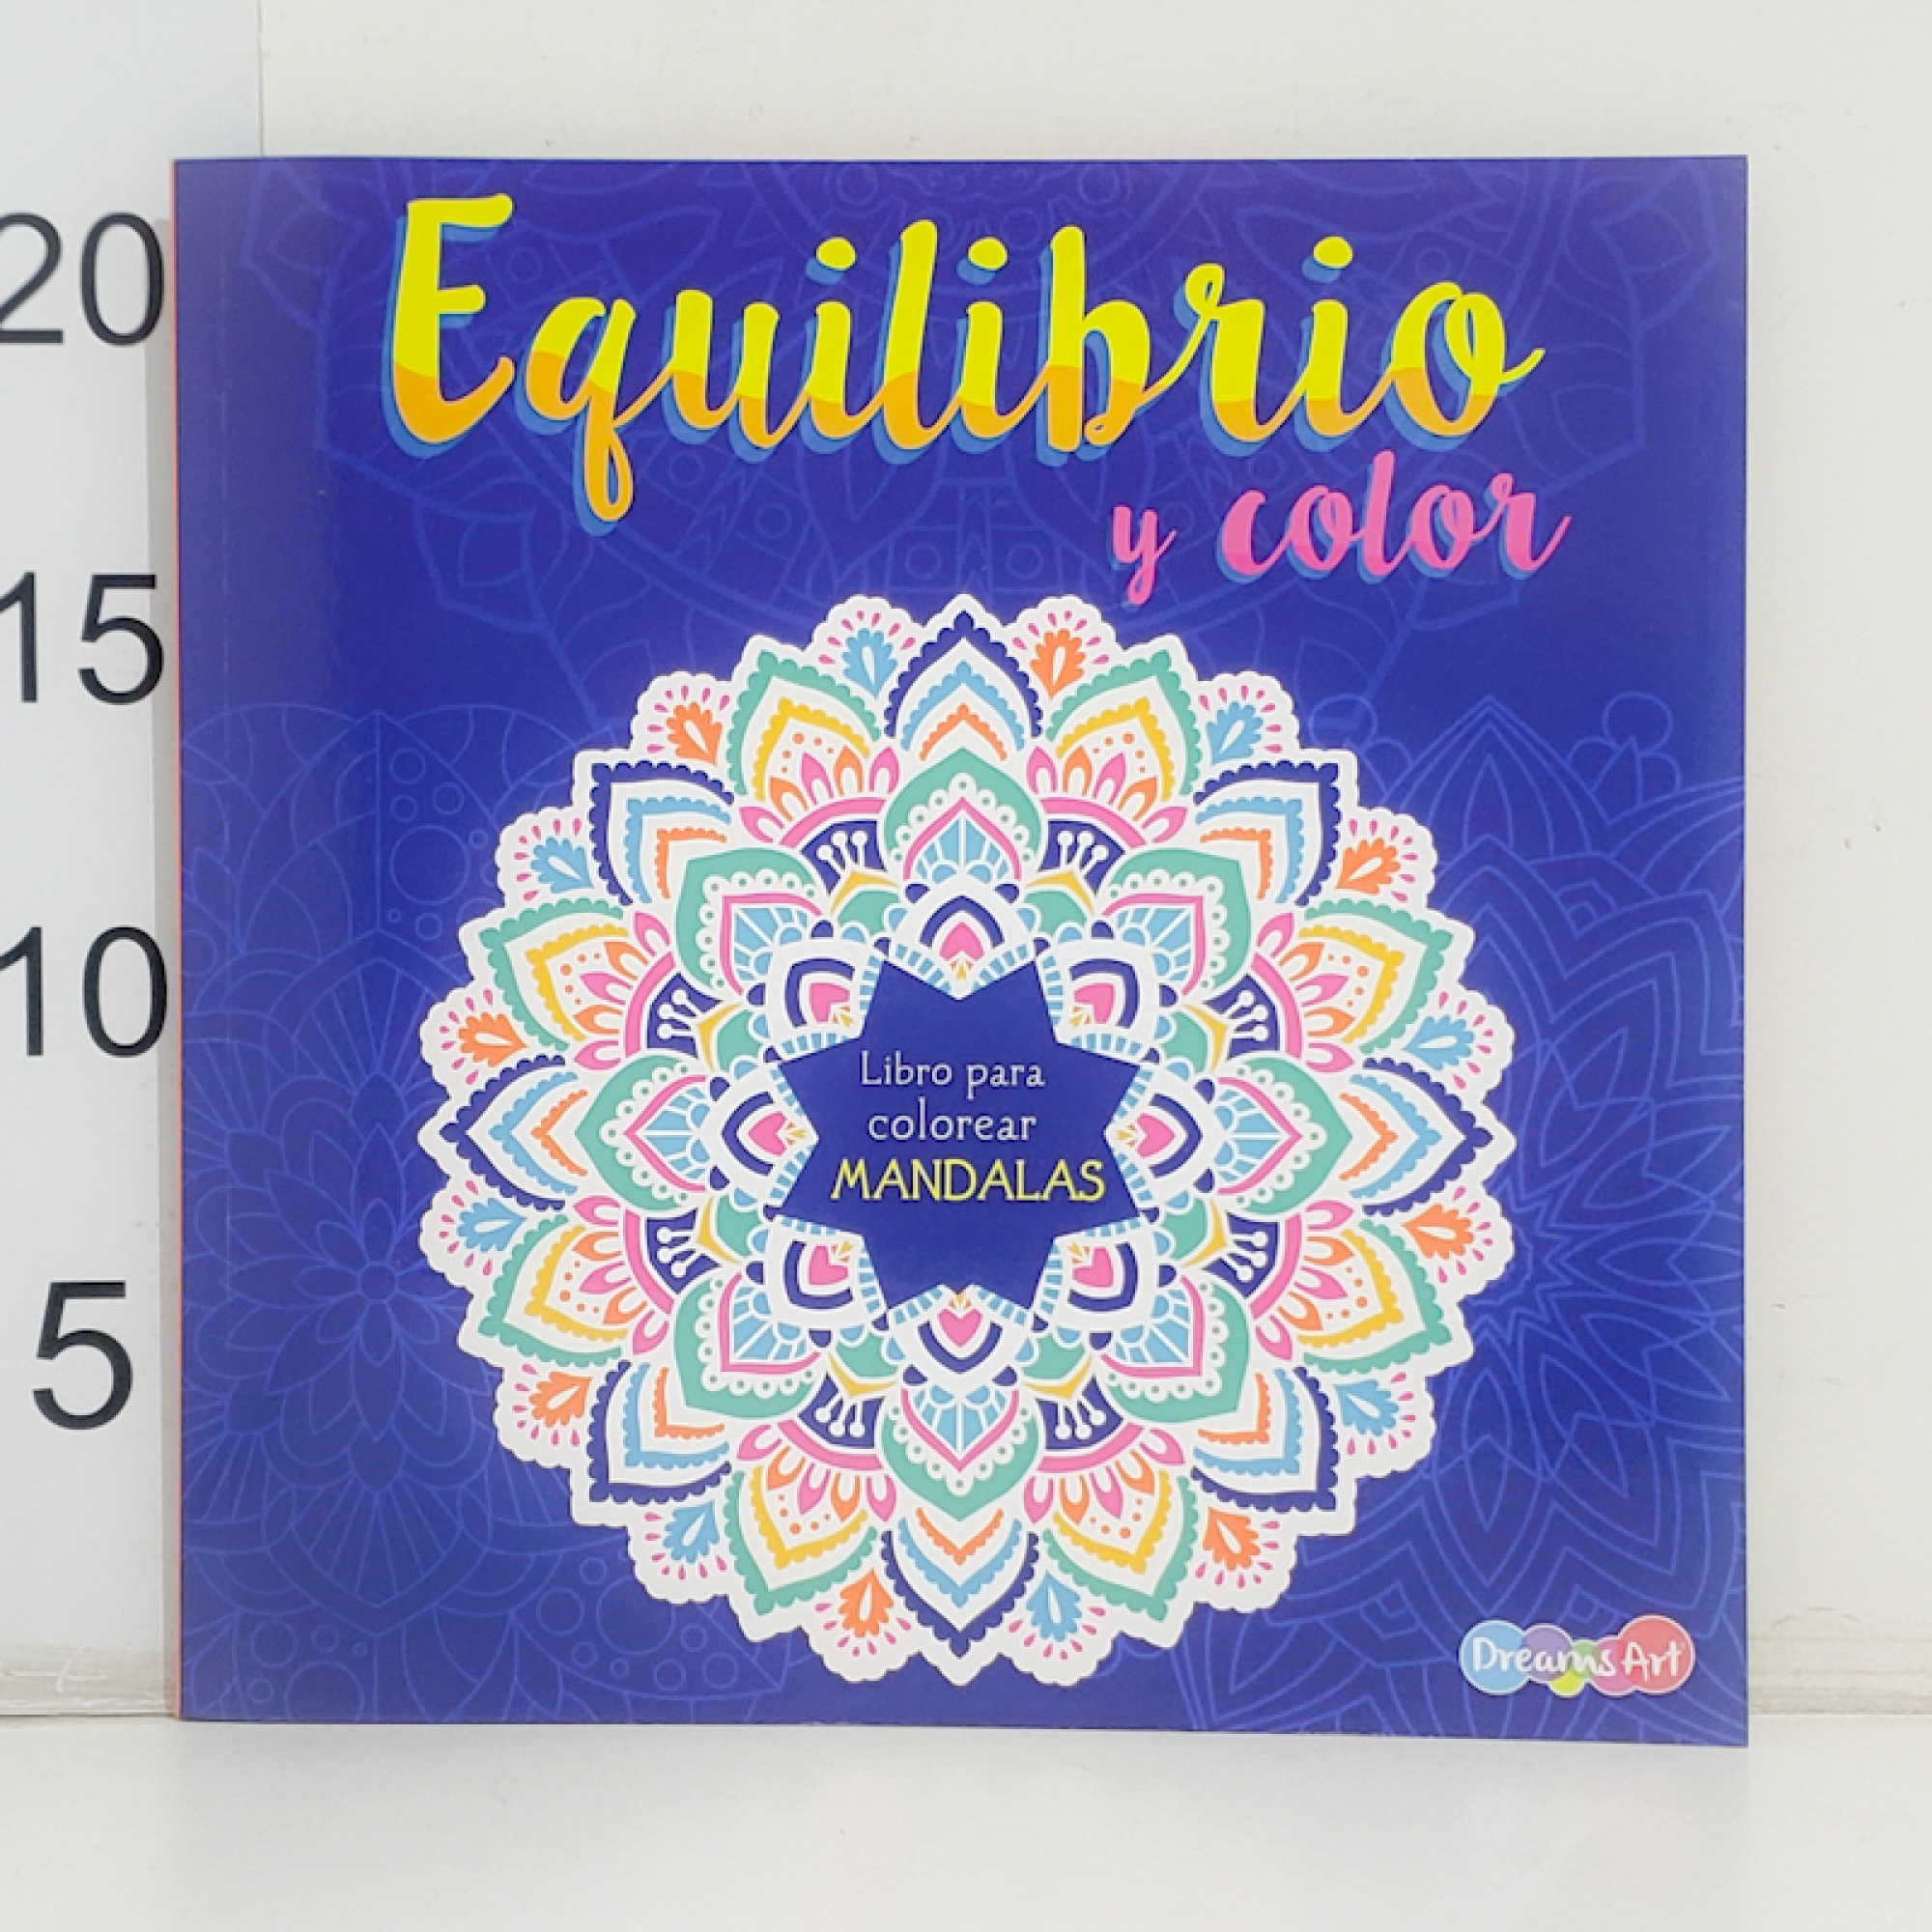 20
15
10
5
Equilibrio
y color
Libro para
colorear
MANDALAS
Dreams Art